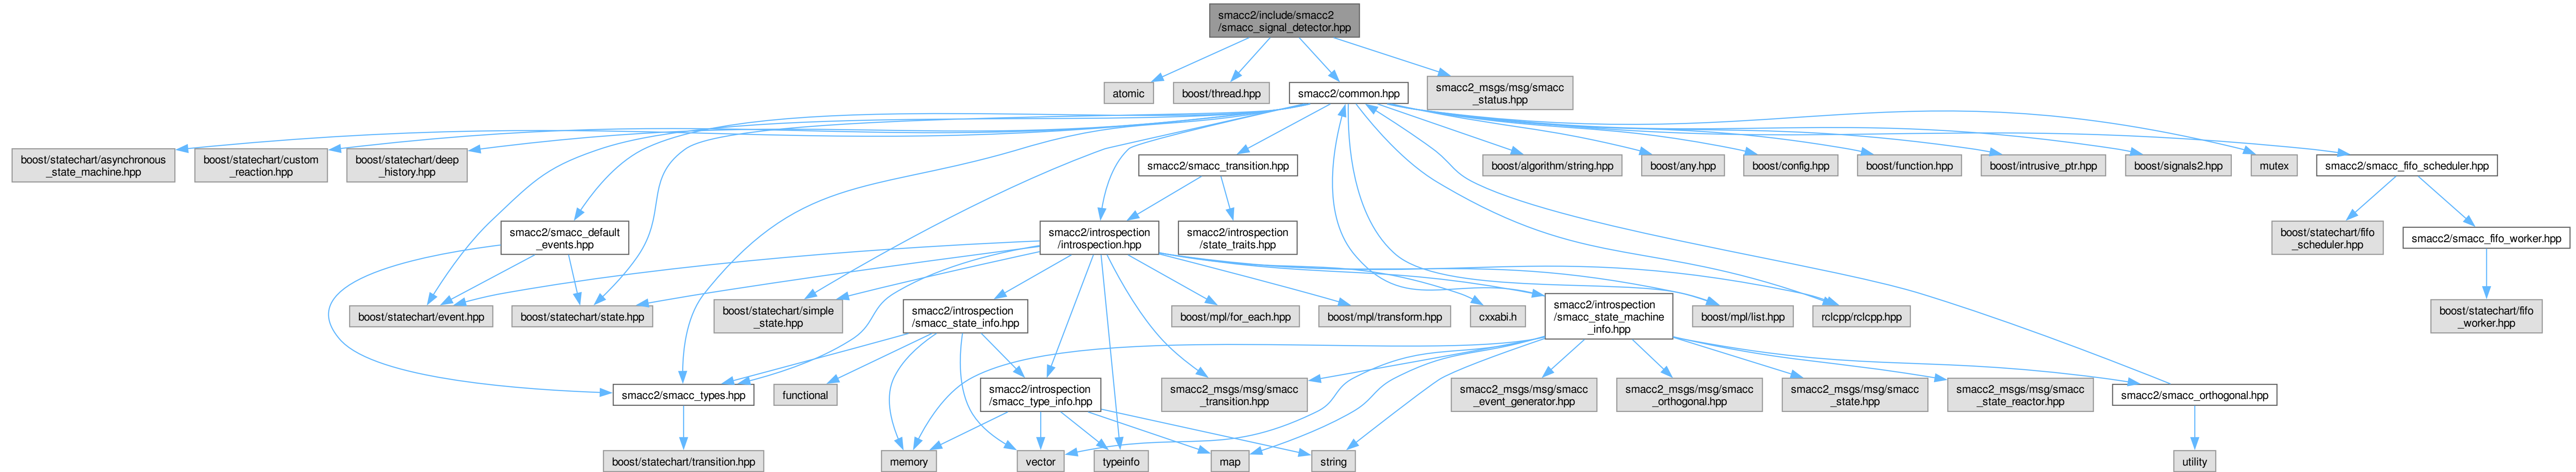 smacc2/include/smacc2
/smacc_signal_detector.hpp
atomic
boost/thread.hpp
smacc2/common.hpp
smacc2_msgs/msg/smacc
_status.hpp
boost/statechart/asynchronous
_state_machine.hpp
boost/statechart/custom
_reaction.hpp
boost/statechart/deep
_history.hpp
smacc2/smacc_transition.hpp
boost/algorithm/string.hpp
boost/any.hpp
boost/config.hpp
boost/function.hpp
boost/intrusive_ptr.hpp
boost/signals2.hpp
mutex
smacc2/smacc_fifo_scheduler.hpp
smacc2/smacc_default
_events.hpp
smacc2/introspection
/introspection.hpp
smacc2/introspection
/state_traits.hpp
boost/statechart/fifo
_scheduler.hpp
smacc2/smacc_fifo_worker.hpp
boost/statechart/event.hpp
boost/statechart/state.hpp
boost/statechart/simple
_state.hpp
smacc2/introspection
/smacc_state_info.hpp
boost/mpl/for_each.hpp
boost/mpl/transform.hpp
cxxabi.h
smacc2/introspection
/smacc_state_machine
_info.hpp
boost/mpl/list.hpp
rclcpp/rclcpp.hpp
boost/statechart/fifo
_worker.hpp
smacc2/smacc_types.hpp
functional
smacc2/introspection
/smacc_type_info.hpp
smacc2_msgs/msg/smacc
_transition.hpp
smacc2_msgs/msg/smacc
_event_generator.hpp
smacc2_msgs/msg/smacc
_orthogonal.hpp
smacc2_msgs/msg/smacc
_state.hpp
smacc2_msgs/msg/smacc
_state_reactor.hpp
smacc2/smacc_orthogonal.hpp
boost/statechart/transition.hpp
memory
vector
typeinfo
map
string
utility